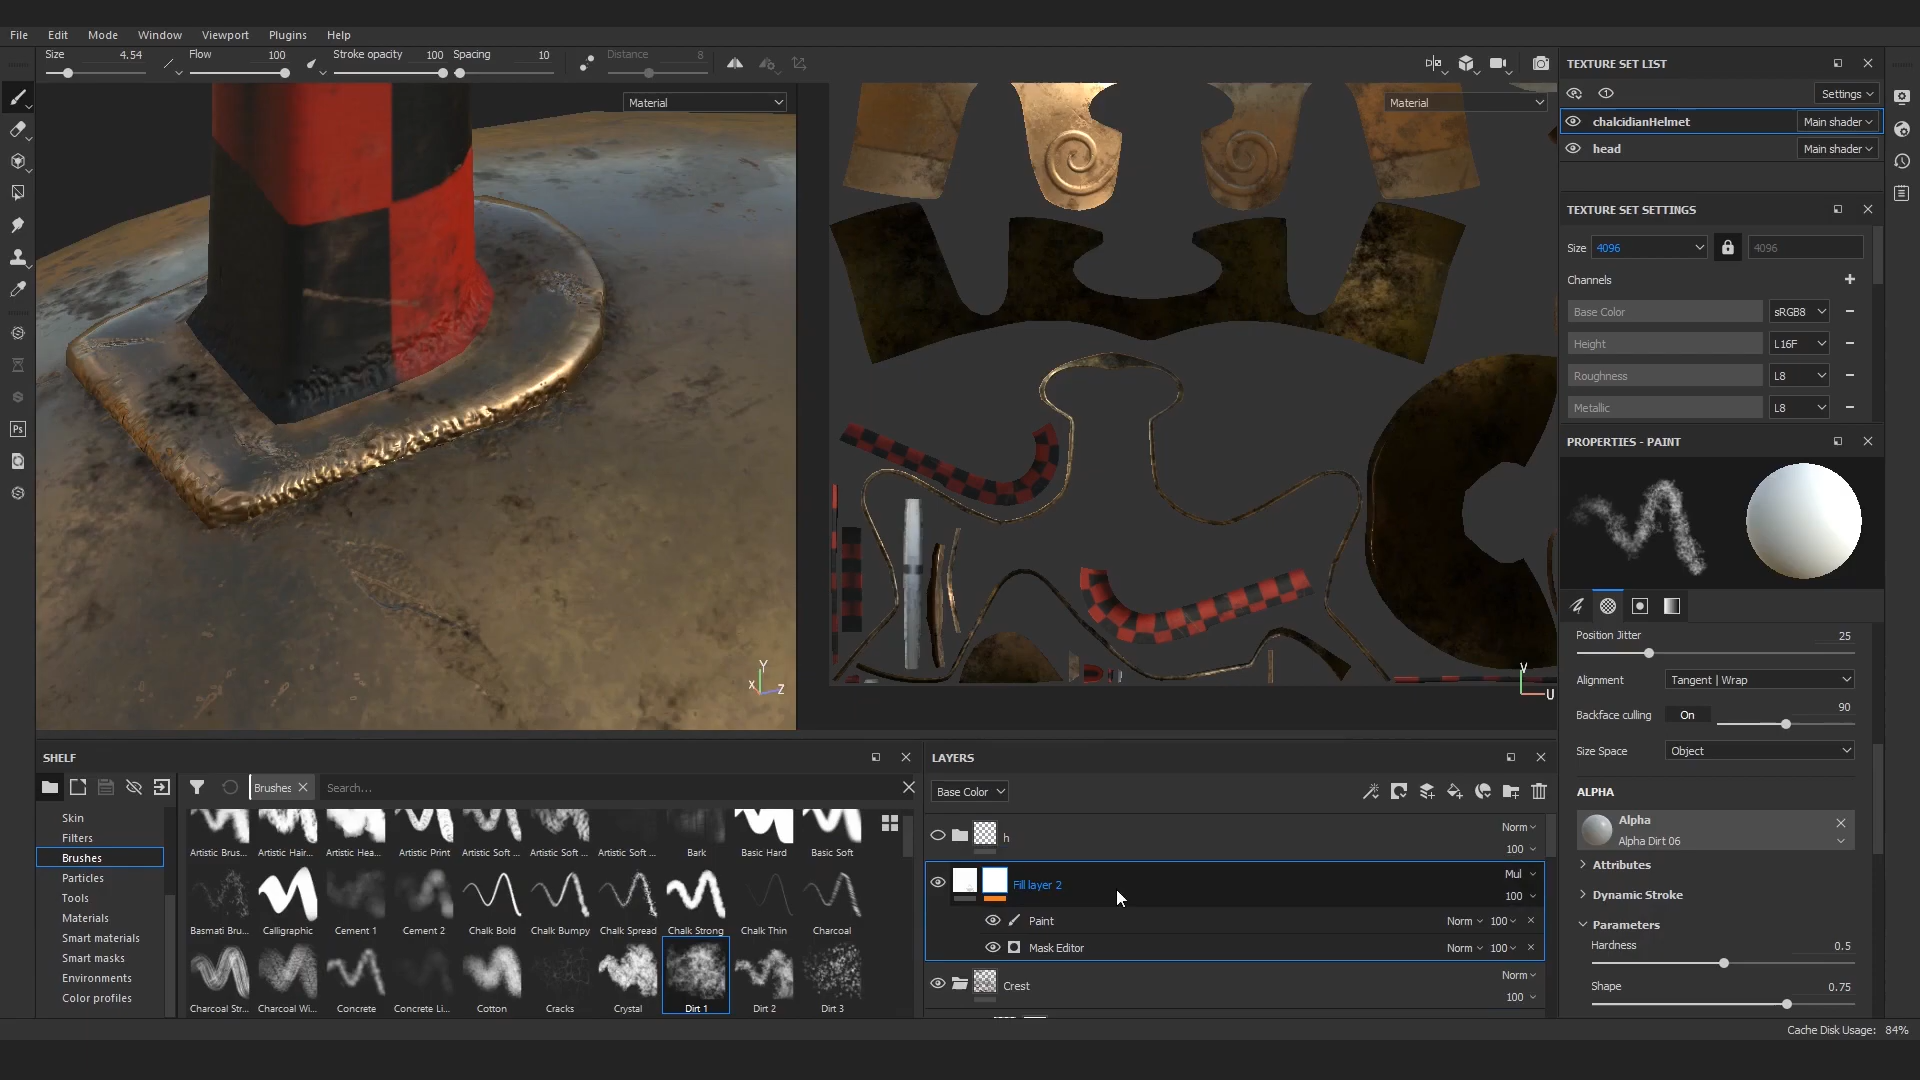 File Edit Mode Window Viewport Plugins Help
Size 4.54 Flow 100 Stroke opacity 100 Spacing 10 Distance 8
Material
Material
X Y Z
V U
TEXTURE SET LIST
Settings
chalcidianHelmet Main shader
head Main shader
TEXTURE SET SETTINGS
Size 4096 4096
Channels
Base Color sRGB8
Height L16F
Roughness L8
Metallic L8
PROPERTIES - PAINT
Position Jitter 25
Alignment Tangent | Wrap
Backface culling On 90
Size Space Object
ALPHA
Alpha
Alpha Dirt 06
Attributes
Dynamic Stroke
Parameters
Hardness 0.5
Shape 0.75
Ps
SHELF
Brushes Search...
Skin
Filters
Brushes
Particles
Tools
Materials
Smart materials
Smart masks
Environments
Color profiles
Artistic Brus... Artistic Hair... Artistic Hea... Artistic Print Artistic Soft ... Artistic Soft ... Artistic Soft ... Bark Basic Hard Basic Soft
Basmati Bru... Calligraphic Cement 1 Cement 2 Chalk Bold Chalk Bumpy Chalk Spread Chalk Strong Chalk Thin Charcoal
Charcoal Str... Charcoal Wi... Concrete Concrete Li... Cotton Cracks Crystal Dirt 1 Dirt 2 Dirt 3
LAYERS
Base Color
h Norm 100
Fill layer 2 Mul 100
Paint Norm 100
Mask Editor Norm 100
Crest Norm 100
Cache Disk Usage: 84%